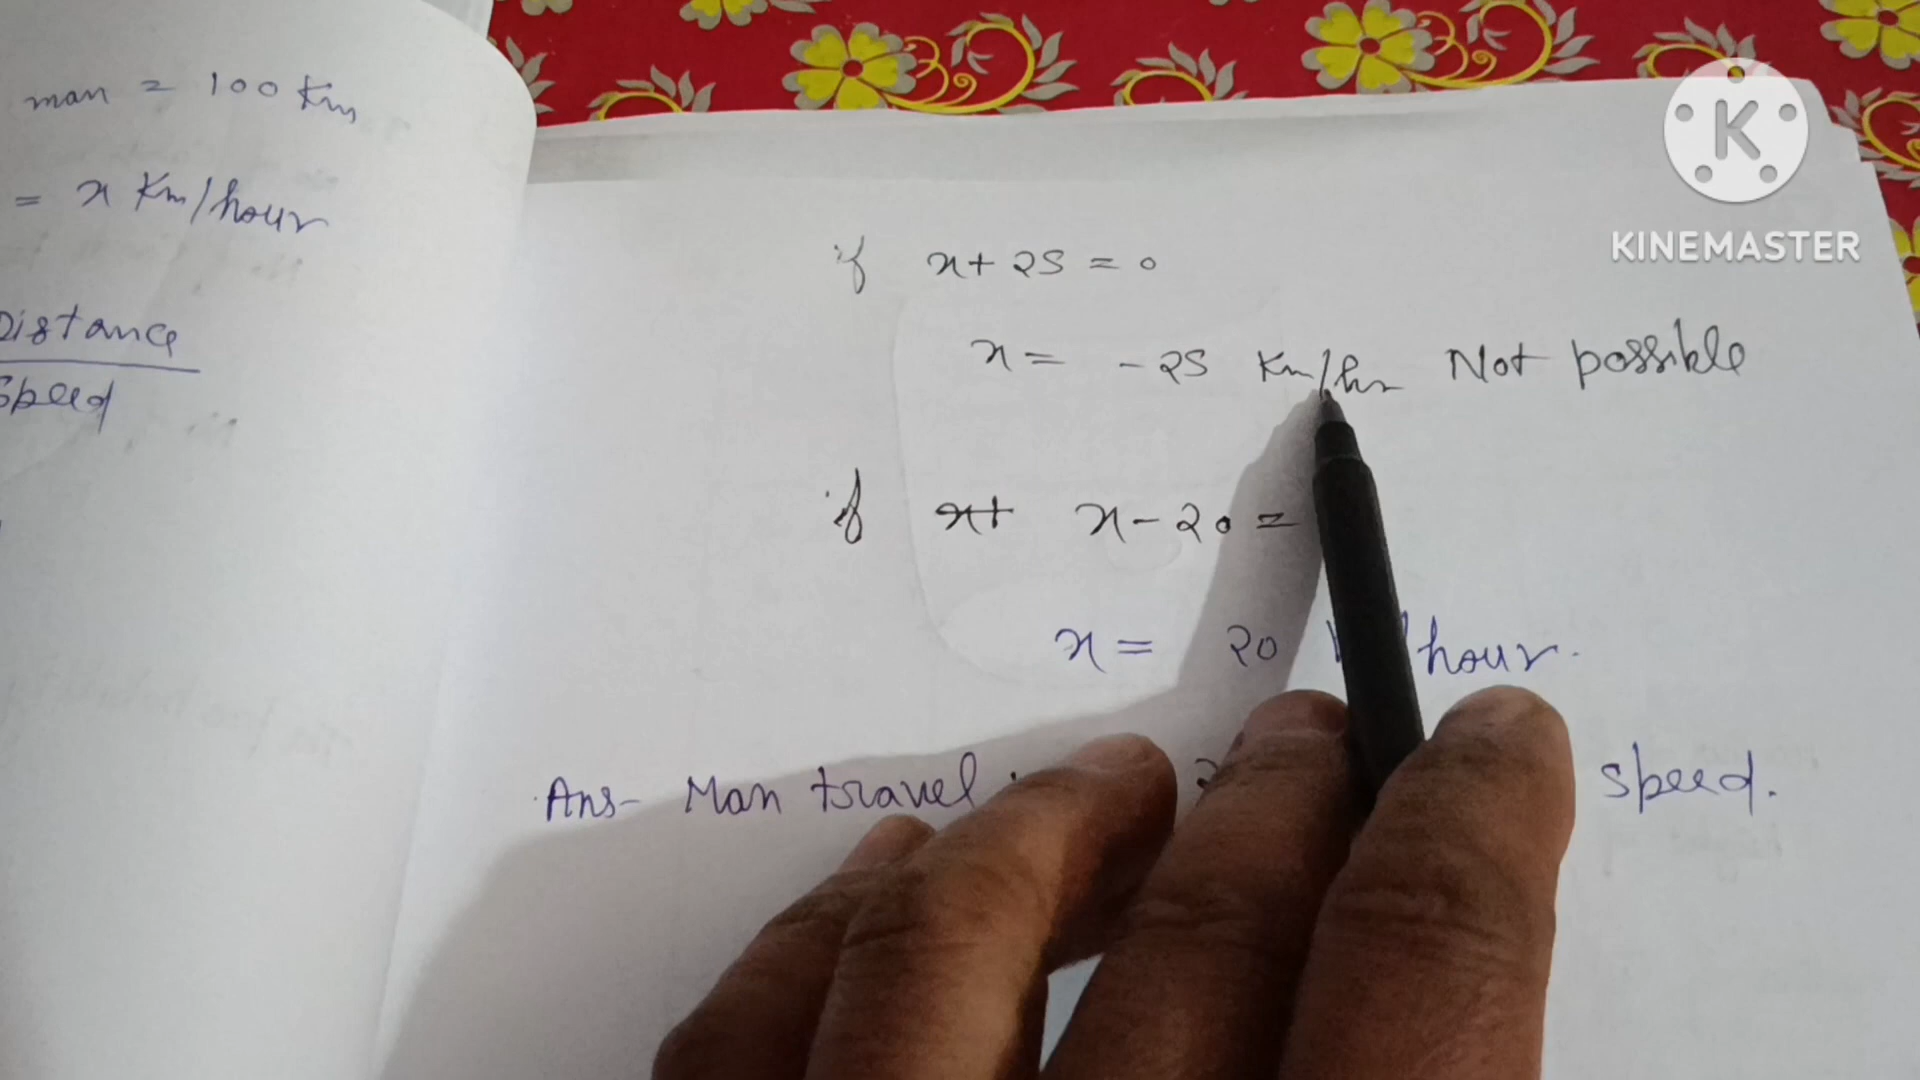 man = 100 Km
= x Km/hour
Distance
Speed
K
KINEMASTER
if x + 25 = 0
x = - 25 Km/hr Not possible
if x+ x - 20 =
x = 20 /hour.
Ans- Man travel speed.